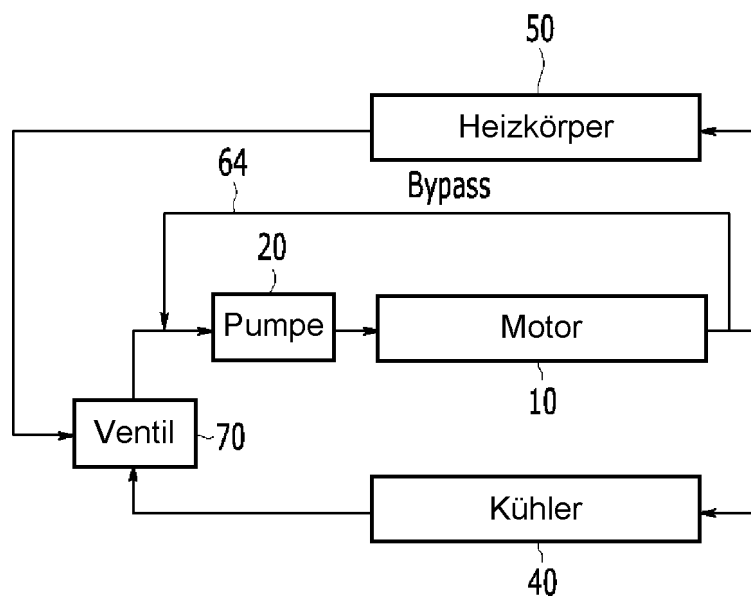 50
Heizkörper
64
Bypass
20
Pumpe
Motor
10
Ventil
70
Kühler
40